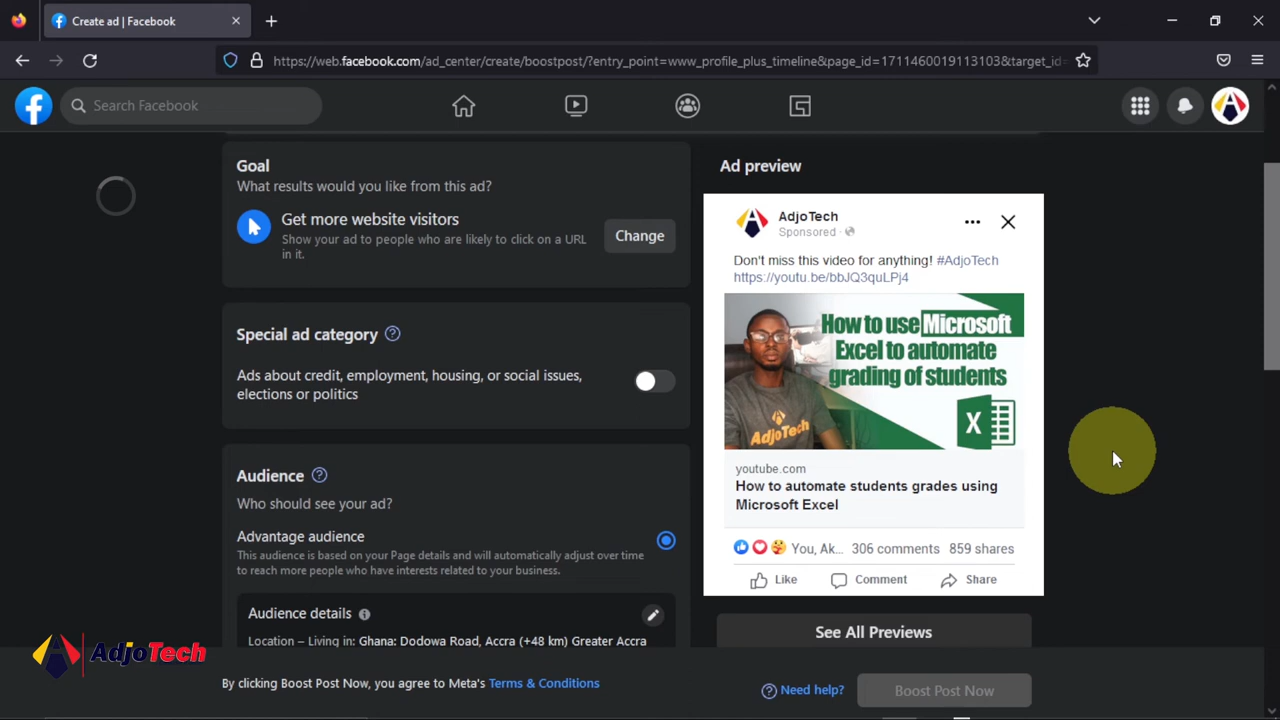 Create ad | Facebook
https://web.facebook.com/ad_center/create/boostpost/?entry_point=www_profile_plus_timeline&page_id=1711460019113103&target_id=
Search Facebook
Goal
What results would you like from this ad?
Get more website visitors
Show your ad to people who are likely to click on a URL
in it.
Change
Special ad category
Ads about credit, employment, housing, or social issues,
elections or politics
Audience
Who should see your ad?
Advantage audience
This audience is based on your Page details and will automatically adjust over time
to reach more people who have interests related to your business.
Audience details
Location – Living in: Ghana: Dodowa Road, Accra (+48 km) Greater Accra
Ad preview
AdjoTech
Sponsored
Don't miss this video for anything! #AdjoTech
https://youtu.be/bbJQ3quLPj4
How to use Microsoft
Excel to automate
grading of students
AdjoTech
X
youtube.com
How to automate students grades using
Microsoft Excel
You, Ak... 306 comments 859 shares
Like Comment Share
See All Previews
AdjoTech
By clicking Boost Post Now, you agree to Meta's Terms & Conditions
Need help?
Boost Post Now